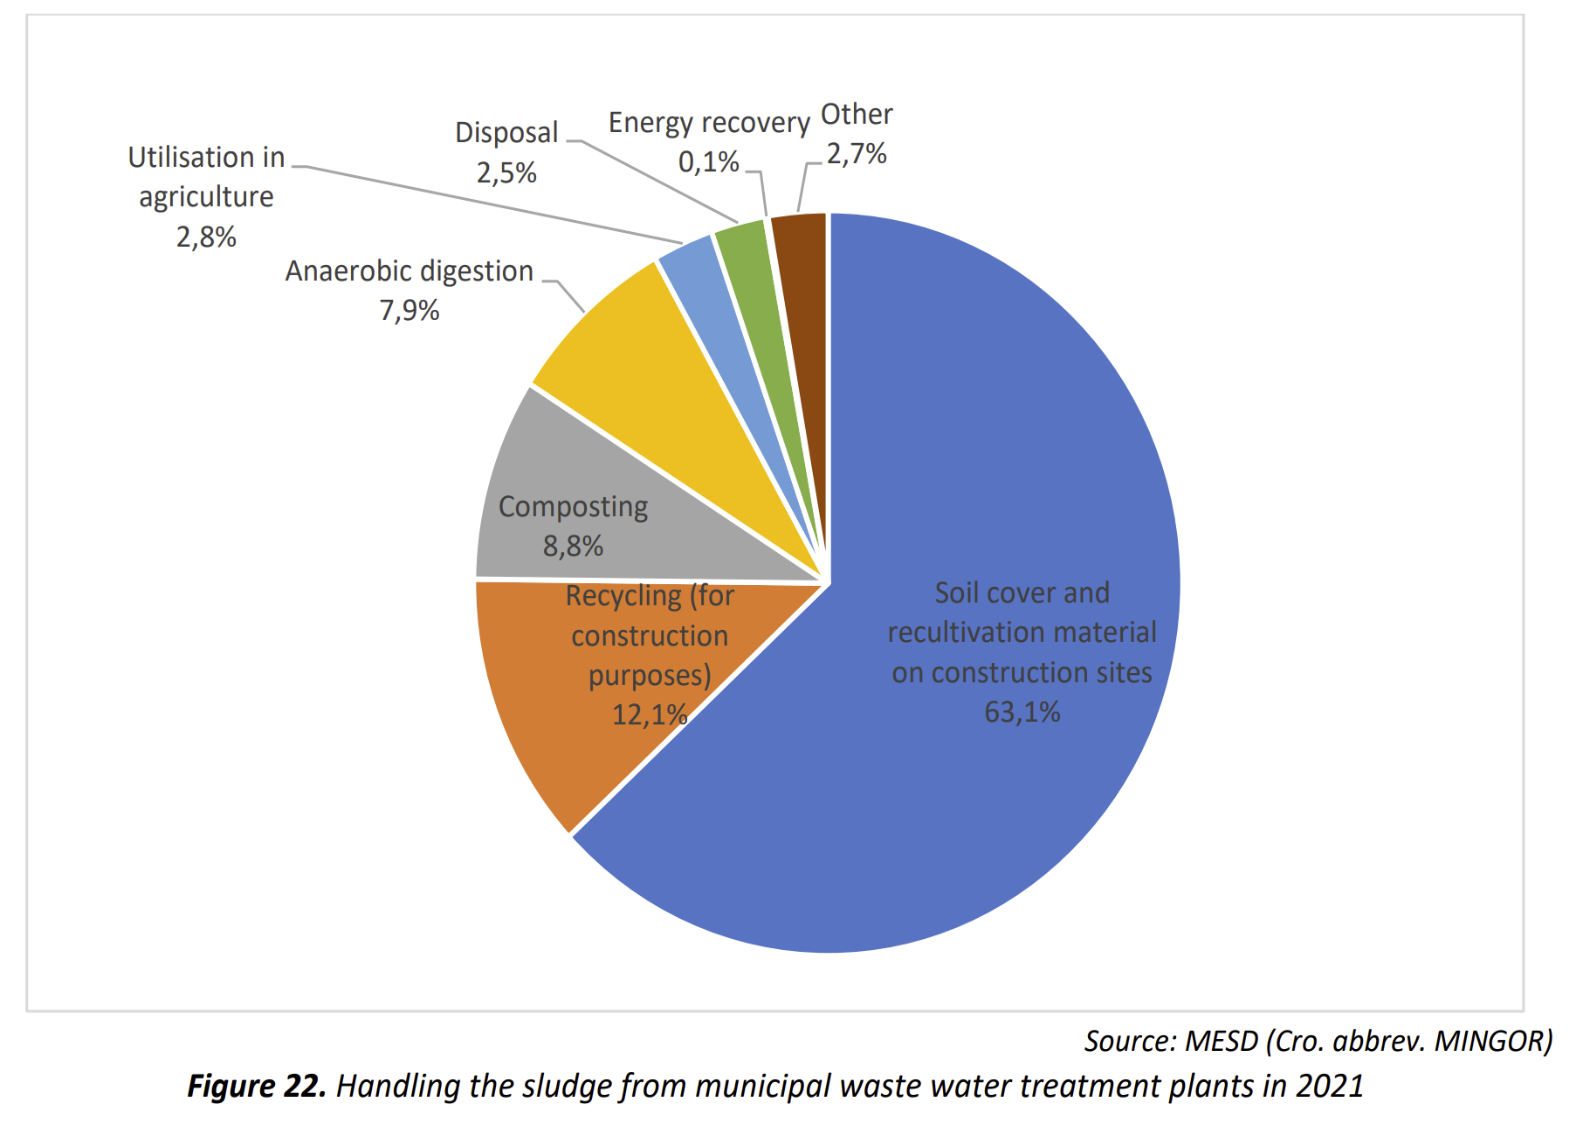 Other
2,7%
Energy recovery
0,1%
Disposal
2,5%
Utilisation in
agriculture
2,8%
Anaerobic digestion
7,9%
Composting
8,8%
Recycling (for
construction
purposes)
12,1%
Soil cover and
recultivation material
on construction sites
63,1%
Source: MESD (Cro. abbrev. MINGOR)
Figure 22. Handling the sludge from municipal waste water treatment plants in 2021